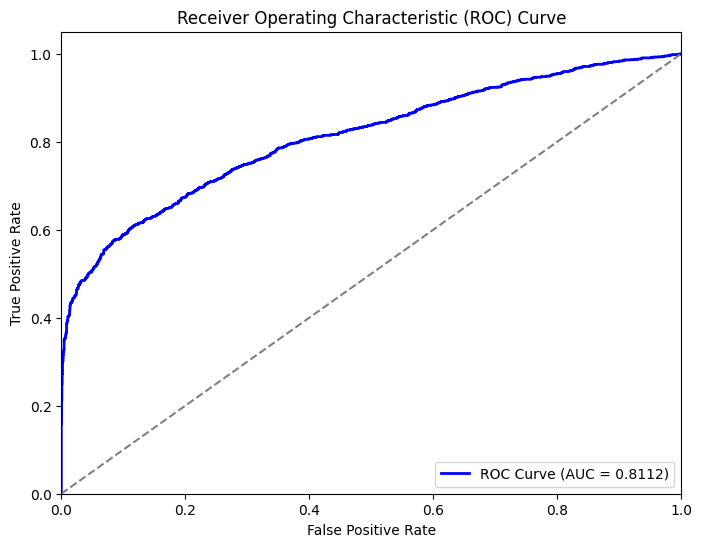 Receiver Operating Characteristic (ROC) Curve
1.0
0.8
0.6
0.4
0.2
0.0
True Positive Rate
ROC Curve (AUC = 0.8112)
0.0 0.2 0.4 0.6 0.8 1.0
False Positive Rate